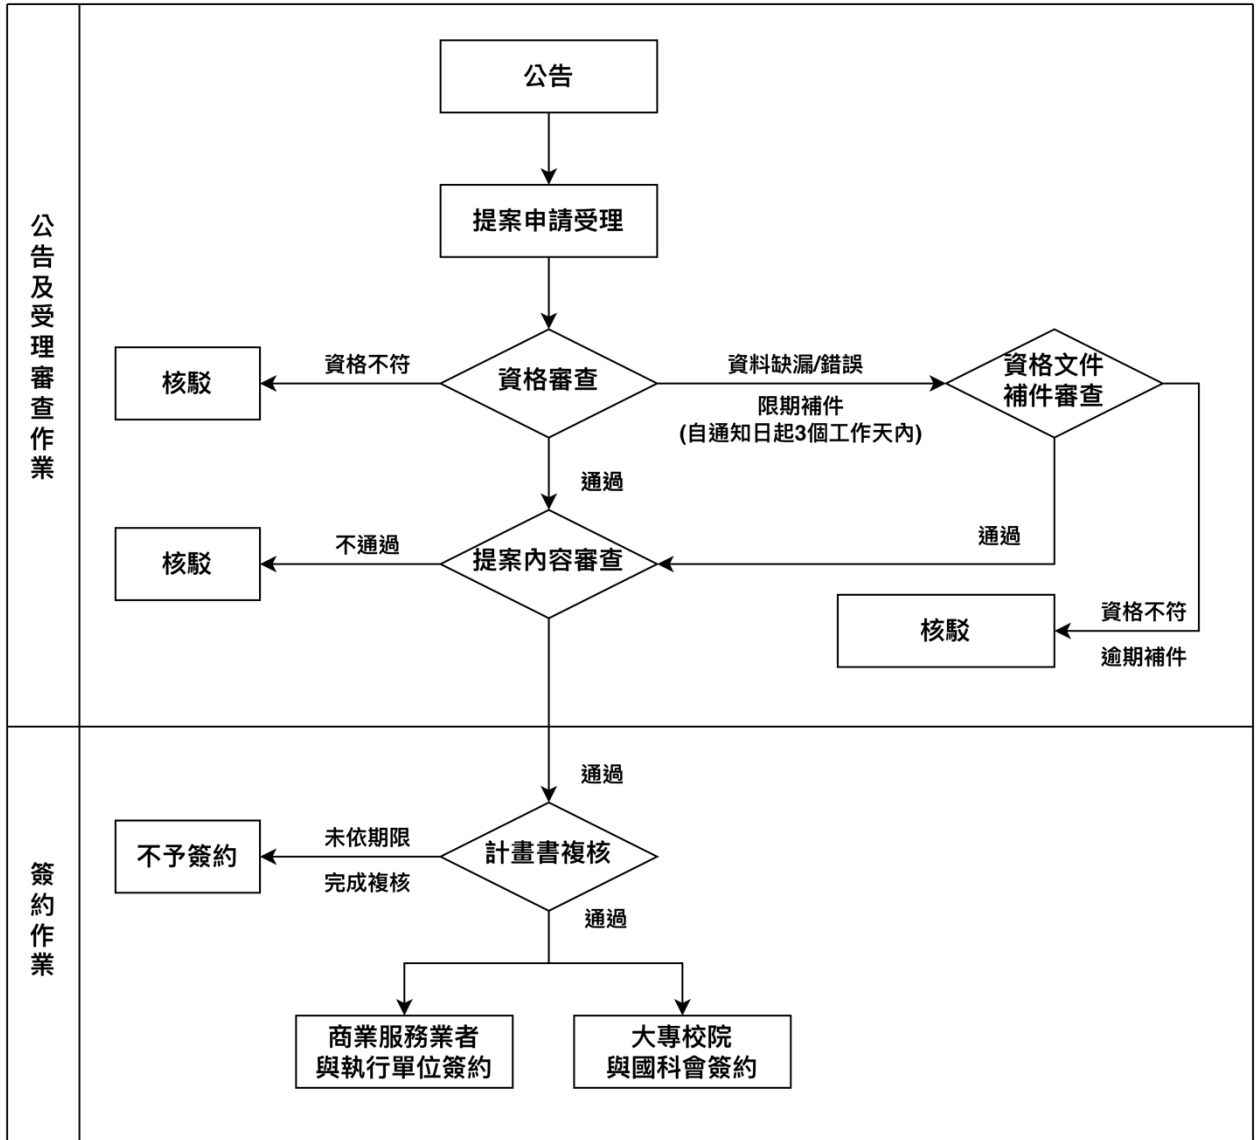 公告及受理審查作業
公告
提案申請受理
資格審查
資格不符
核駁
資料缺漏/錯誤
限期補件
(自通知日起3個工作天內)
資格文件
補件審查
通過
通過
提案內容審查
不通過
核駁
核駁
資格不符
逾期補件
簽約作業
通過
計畫書複核
未依期限
完成複核
不予簽約
通過
商業服務業者
與執行單位簽約
大專校院
與國科會簽約